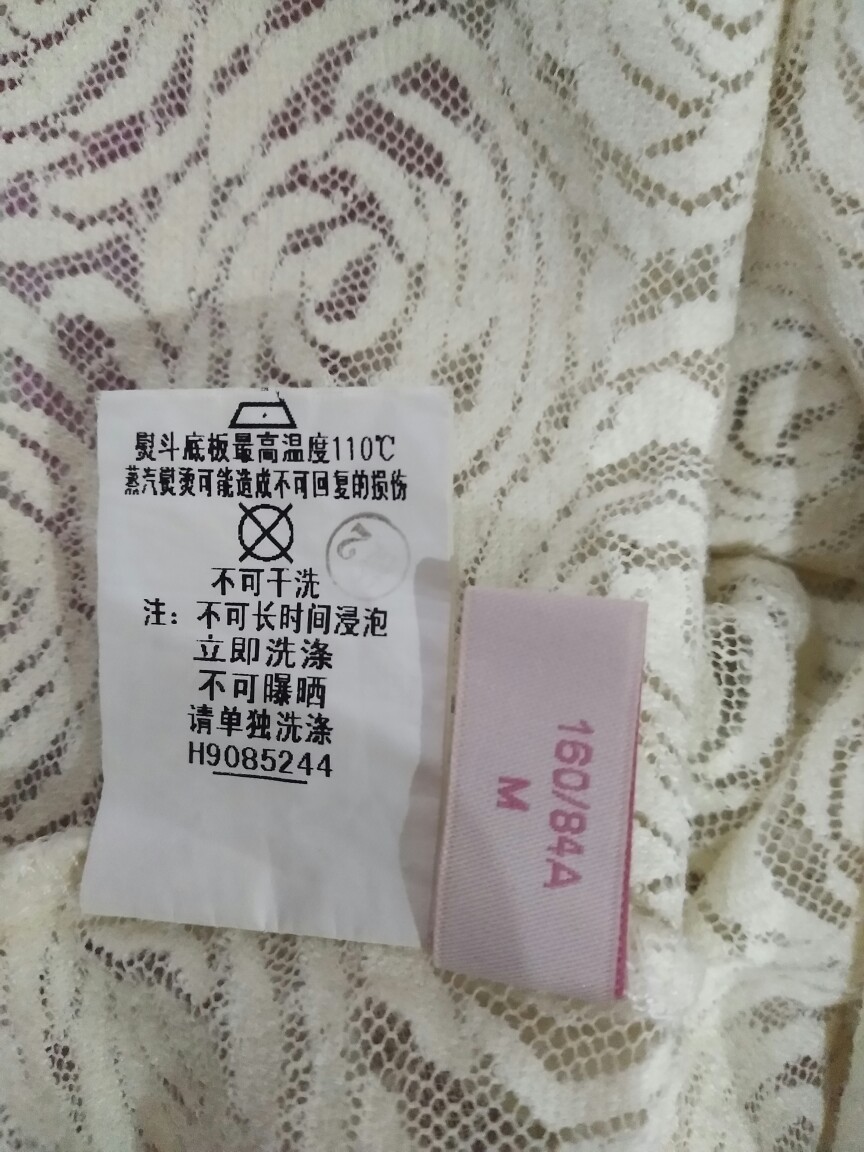 熨斗底板最高温度110℃
蒸汽熨烫可能造成不可回复的损伤
不可干洗
注：不可长时间浸泡
立即洗涤
不可曝晒
请单独洗涤
H9085244
2
160/84A
M